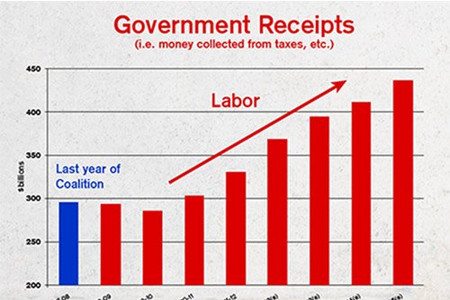 Government Receipts
(i.e. money collected from taxes, etc.)
450
400
350
300
250
200
$billions
Labor
Last year of
Coalition